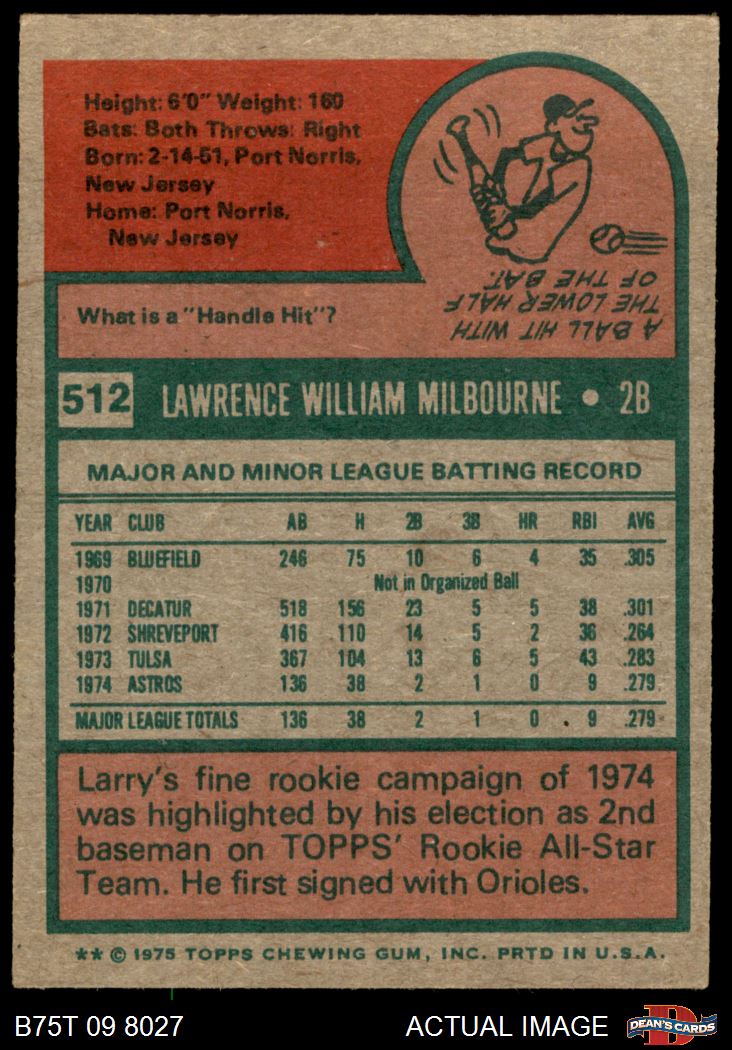 Height: 6'0" Weight: 160
Bats: Both Throws: Right
Born: 2-14-51, Port Norris,
New Jersey
Home: Port Norris,
New Jersey
What is a "Handle Hit"?
A BALL HIT WITH
THE LOWER HALF
OF THE BAT.
512 LAWRENCE WILLIAM MILBOURNE • 2B
MAJOR AND MINOR LEAGUE BATTING RECORD
YEAR CLUB AB H 2B 3B HR RBI AVG
1969 BLUEFIELD 246 75 10 6 4 35 .305
1970 Not in Organized Ball
1971 DECATUR 518 156 23 5 5 38 .301
1972 SHREVEPORT 416 110 14 5 2 36 .264
1973 TULSA 367 104 13 6 5 43 .283
1974 ASTROS 136 38 2 1 0 9 .279
MAJOR LEAGUE TOTALS 136 38 2 1 0 9 .279
Larry's fine rookie campaign of 1974
was highlighted by his election as 2nd
baseman on TOPPS' Rookie All-Star
Team. He first signed with Orioles.
** © 1975 TOPPS CHEWING GUM, INC. PRTD IN U.S.A.
B75T 09 8027 ACTUAL IMAGE DEAN'S CARDS